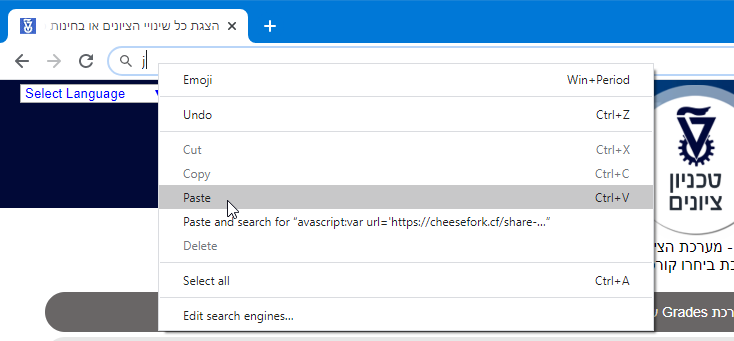 הצגת כל שינויי הציונים או בחינות
j
Select Language
Emoji Win+Period
Undo Ctrl+Z
Cut Ctrl+X
Copy Ctrl+C
Paste Ctrl+V
Paste and search for “avascript:var url='https://cheesefork.cf/share-...”
Delete
Select all Ctrl+A
Edit search engines...
טכניון
ציונים
- מערכת הצי
בת ביחרו קור
רכת Grades ע